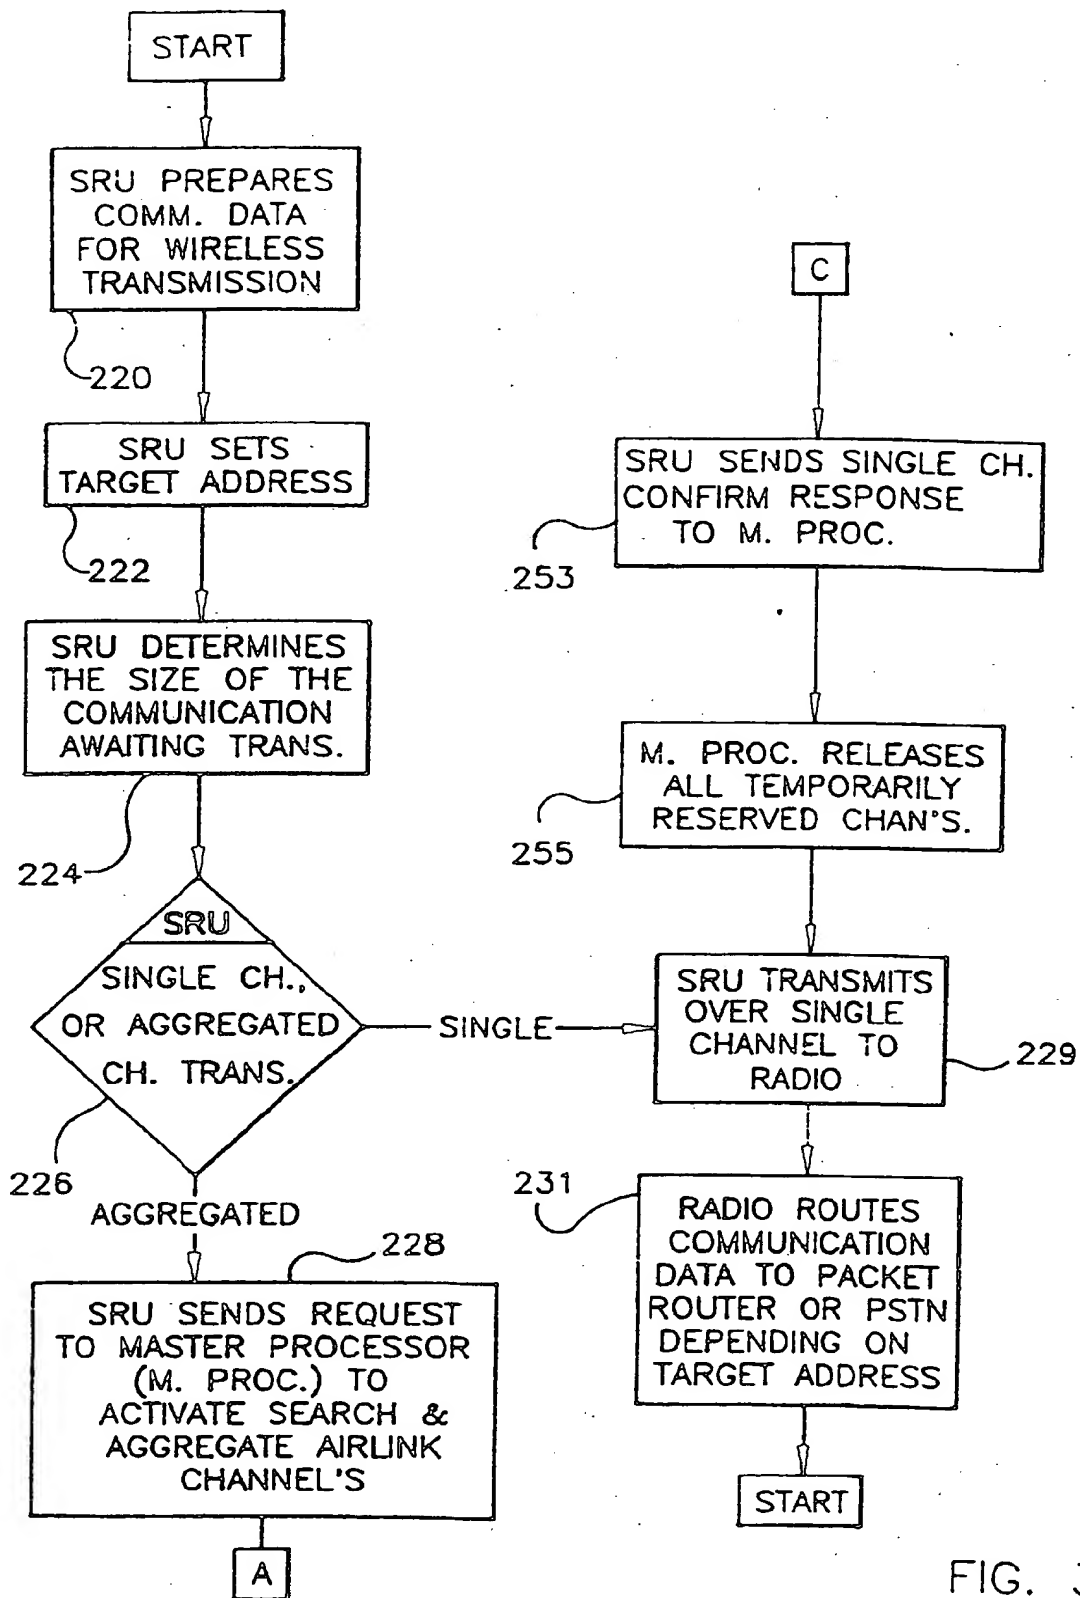 START
SRU PREPARES
COMM. DATA
FOR WIRELESS
TRANSMISSION
220
SRU SETS
TARGET ADDRESS
222
SRU DETERMINES
THE SIZE OF THE
COMMUNICATION
AWAITING TRANS.
224
SRU
SINGLE CH.,
OR AGGREGATED
CH. TRANS.
226
SINGLE
AGGREGATED
228
SRU SENDS REQUEST
TO MASTER PROCESSOR
(M. PROC.) TO
ACTIVATE SEARCH &
AGGREGATE AIRLINK
CHANNEL'S
A
C
SRU SENDS SINGLE CH.
CONFIRM RESPONSE
TO M. PROC.
253
M. PROC. RELEASES
ALL TEMPORARILY
RESERVED CHAN'S.
255
SRU TRANSMITS
OVER SINGLE
CHANNEL TO
RADIO
229
231
RADIO ROUTES
COMMUNICATION
DATA TO PACKET
ROUTER OR PSTN
DEPENDING ON
TARGET ADDRESS
START
FIG.